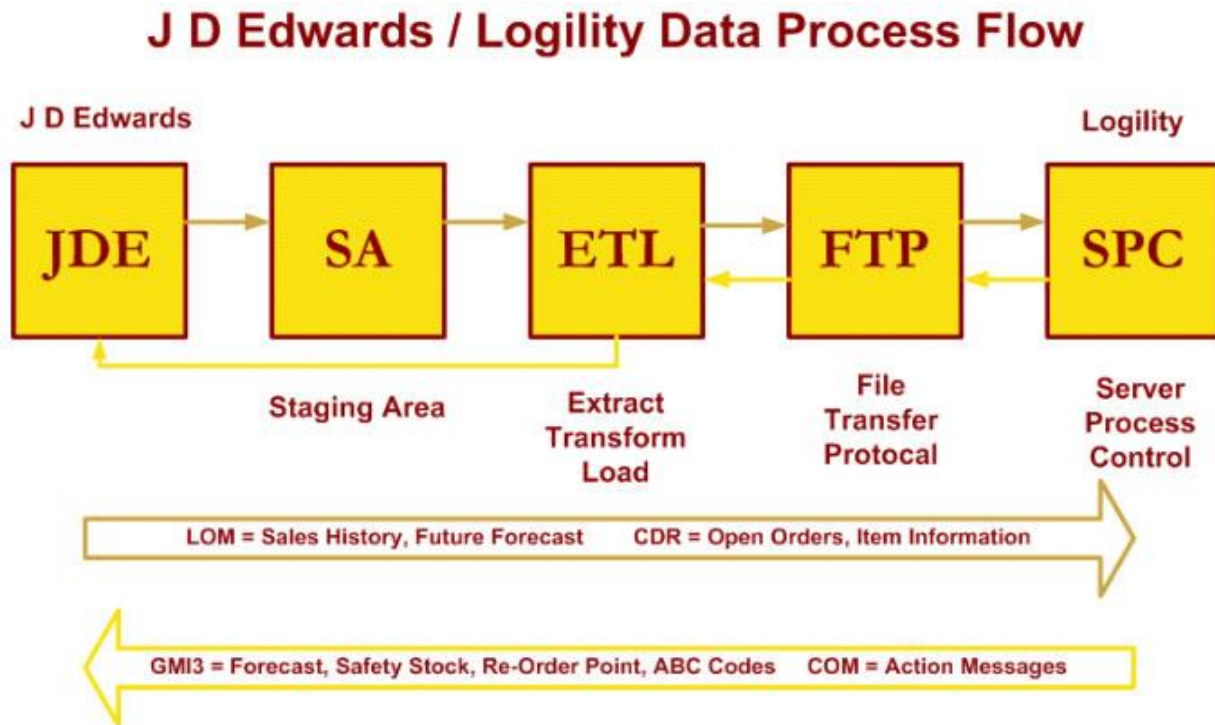 J D Edwards / Logility Data Process Flow
J D Edwards
Logility
JDE
SA
ETL
FTP
SPC
Staging Area
Extract
Transform
Load
File
Transfer
Protocal
Server
Process
Control
LOM = Sales History, Future Forecast CDR = Open Orders, Item Information
GMI3 = Forecast, Safety Stock, Re-Order Point, ABC Codes COM = Action Messages